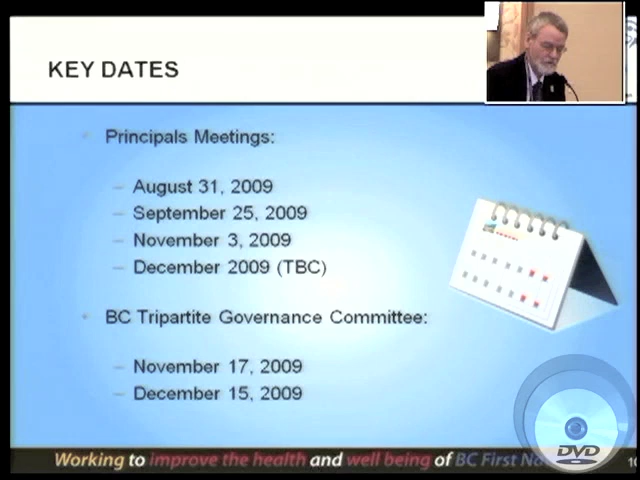 KEY DATES
Principals Meetings:
– August 31, 2009
– September 25, 2009
– November 3, 2009
– December 2009 (TBC)
BC Tripartite Governance Committee:
– November 17, 2009
– December 15, 2009
Working to improve the health and well being of BC First
DVD